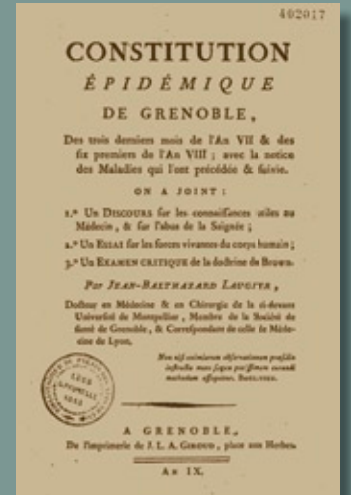 402017
CONSTITUTION
ÉPIDÉMIQUE
DE GRENOBLE,
Des trois derniers mois de l'An VII & des
six premiers de l'An VIII ; avec la notice
des Maladies qui l'ont précédée & suivie.
ON A JOINT :
1.° Un Discours sur les connaissances utiles au
Médecin, & sur l'abus de la Saignée ;
2.° Un Essai sur les forces vivantes du corps humain ;
3.° Un Examen critique de la doctrine de Brown.
Par Jean-Balthazard Laugier,
Docteur en Médecine & en Chirurgie de la ci-devant
Université de Montpellier, Membre de la Société de
santé de Grenoble, & Correspondant de celle de Méde-
cine de Lyon.
A GRENOBLE,
De l'imprimerie de J. L. A. Giroud, place aux Herbes.
An IX.